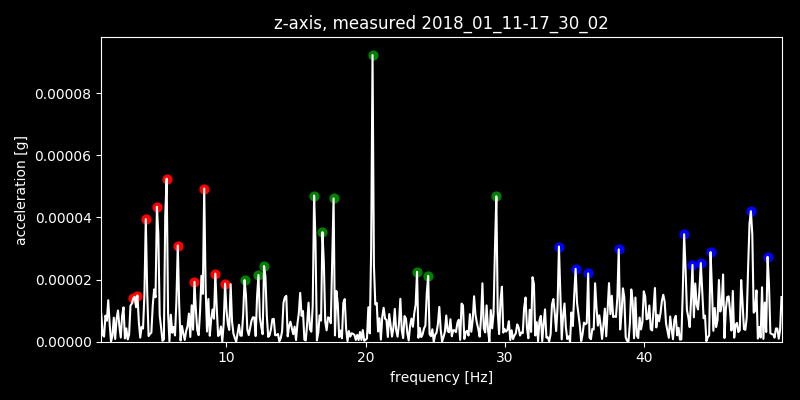 z-axis, measured 2018_01_11-17_30_02
0.00008
0.00006
0.00004
0.00002
0.00000
acceleration [g]
10 20 30 40
frequency [Hz]